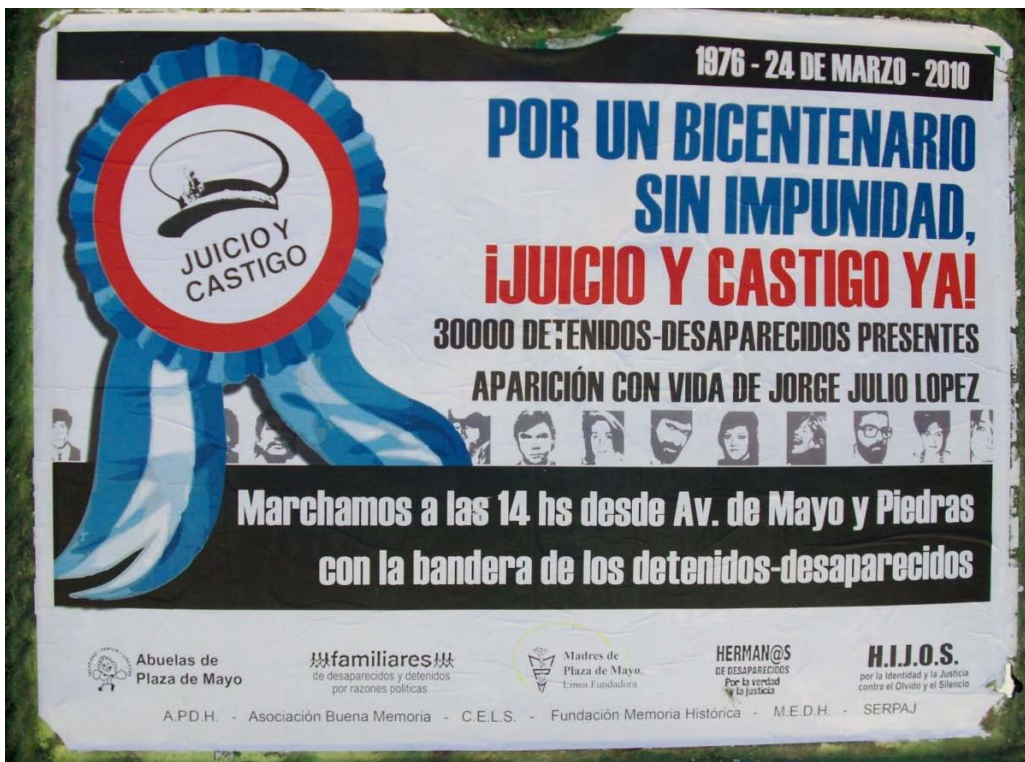 1976 - 24 DE MARZO - 2010
POR UN BICENTENARIO
SIN IMPUNIDAD,
¡JUICIO Y CASTIGO YA!
30000 DETENIDOS-DESAPARECIDOS PRESENTES
APARICIÓN CON VIDA DE JORGE JULIO LOPEZ
JUICIO Y
CASTIGO
Marchamos a las 14 hs desde Av. de Mayo y Piedras
con la bandera de los detenidos-desaparecidos
Abuelas de
Plaza de Mayo
familiares
de desaparecidos y detenidos
por razones politicas
Madres de
Plaza de Mayo,
Línea Fundadora
HERMAN@S
DE DESAPARECIDOS
Por la verdad
y la justicia
H.I.J.O.S.
por la Identidad y la Justicia
contra el Olvido y el Silencio
A.P.D.H. - Asociación Buena Memoria - C.E.L.S. - Fundación Memoria Histórica - M.E.D.H. - SERPAJ